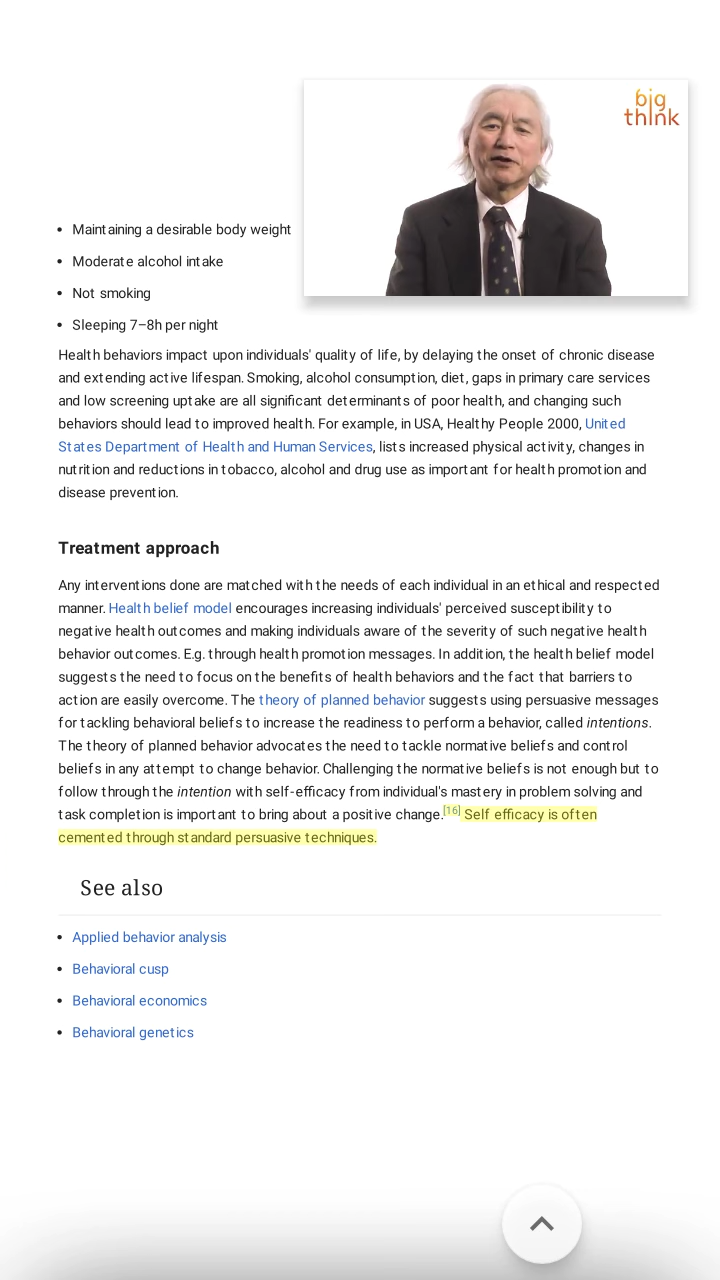 big
think
• Maintaining a desirable body weight
• Moderate alcohol intake
• Not smoking
• Sleeping 7–8h per night
Health behaviors impact upon individuals' quality of life, by delaying the onset of chronic disease
and extending active lifespan. Smoking, alcohol consumption, diet, gaps in primary care services
and low screening uptake are all significant determinants of poor health, and changing such
behaviors should lead to improved health. For example, in USA, Healthy People 2000, United
States Department of Health and Human Services, lists increased physical activity, changes in
nutrition and reductions in tobacco, alcohol and drug use as important for health promotion and
disease prevention.
Treatment approach
Any interventions done are matched with the needs of each individual in an ethical and respected
manner. Health belief model encourages increasing individuals' perceived susceptibility to
negative health outcomes and making individuals aware of the severity of such negative health
behavior outcomes. E.g. through health promotion messages. In addition, the health belief model
suggests the need to focus on the benefits of health behaviors and the fact that barriers to
action are easily overcome. The theory of planned behavior suggests using persuasive messages
for tackling behavioral beliefs to increase the readiness to perform a behavior, called intentions.
The theory of planned behavior advocates the need to tackle normative beliefs and control
beliefs in any attempt to change behavior. Challenging the normative beliefs is not enough but to
follow through the intention with self-efficacy from individual's mastery in problem solving and
task completion is important to bring about a positive change.[16] Self efficacy is often
cemented through standard persuasive techniques.
See also
• Applied behavior analysis
• Behavioral cusp
• Behavioral economics
• Behavioral genetics